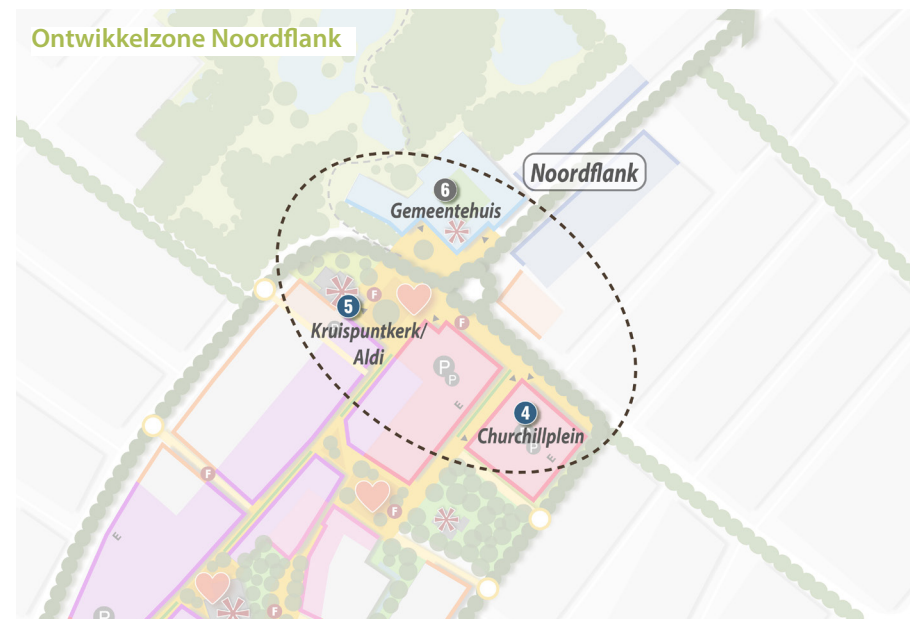 Ontwikkelzone Noordflank
Noordflank
6
Gemeentehuis
F
5
Kruispuntkerk/
Aldi
F
P
P
E
4
Churchillplein
P
E
F
F
E
P
F